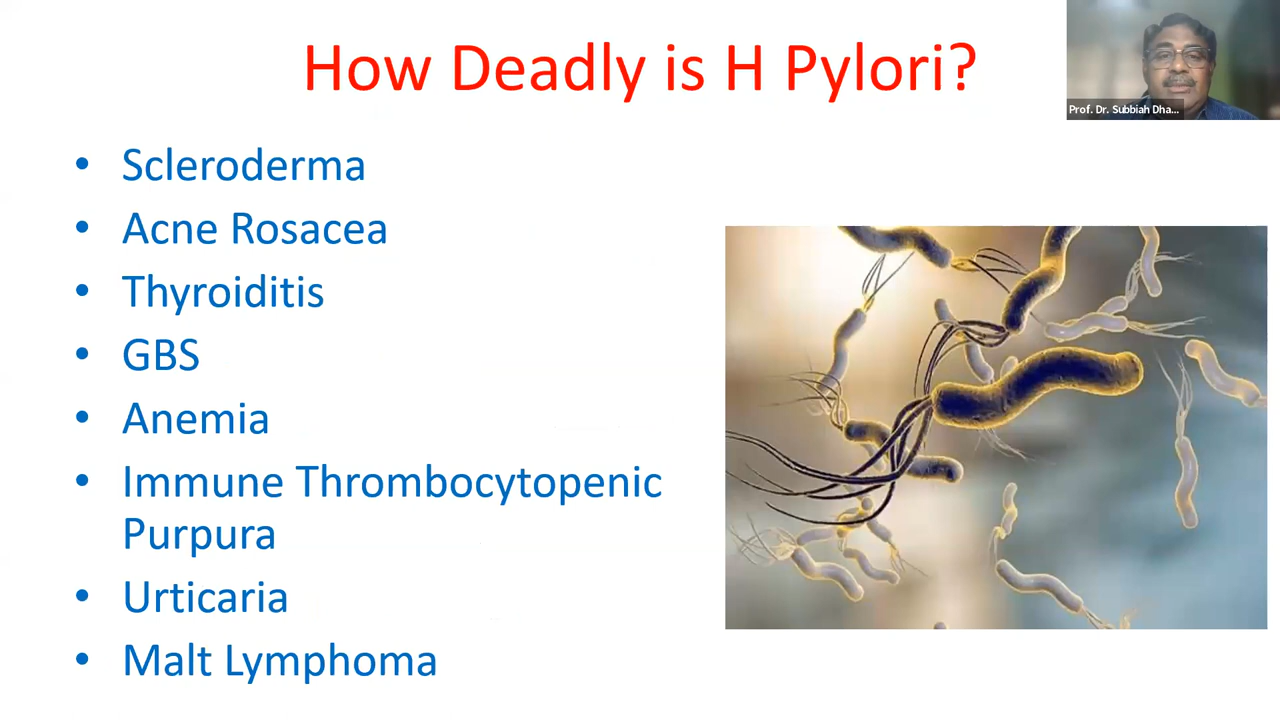 How Deadly is H Pylori?
Prof. Dr. Subbiah Dha...
• Scleroderma
• Acne Rosacea
• Thyroiditis
• GBS
• Anemia
• Immune Thrombocytopenic
Purpura
• Urticaria
• Malt Lymphoma